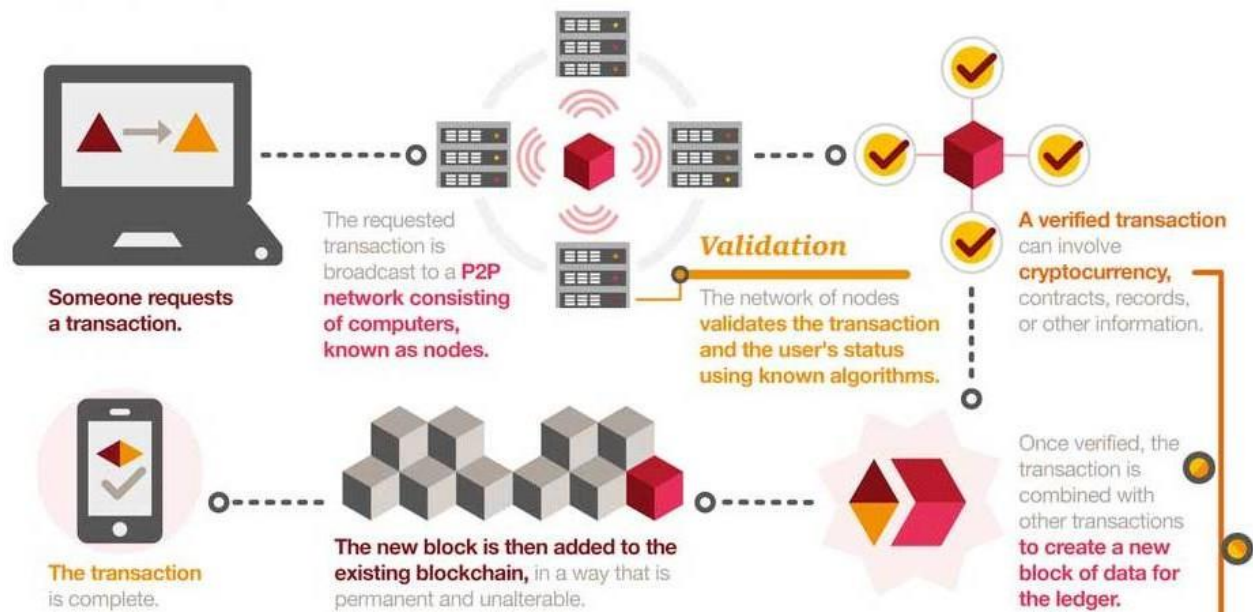 Someone requests
a transaction.
The requested
transaction is
broadcast to a P2P
network consisting
of computers,
known as nodes.
Validation
The network of nodes
validates the transaction
and the user's status
using known algorithms.
A verified transaction
can involve
cryptocurrency,
contracts, records,
or other information.
Once verified, the
transaction is
combined with
other transactions
to create a new
block of data for
the ledger.
The new block is then added to the
existing blockchain, in a way that is
permanent and unalterable.
The transaction
is complete.